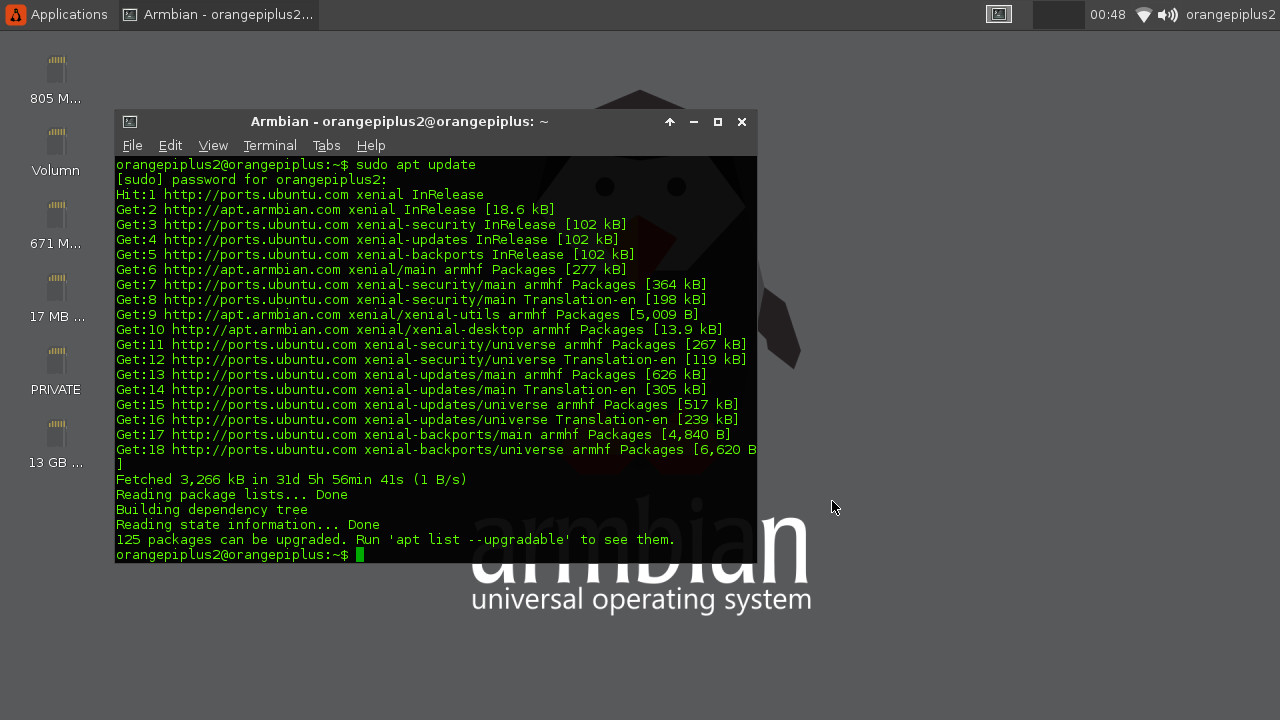 Applications
Armbian - orangepiplus2...
00:48
orangepiplus2
805 M...
Volumn
671 M...
17 MB ...
PRIVATE
13 GB ...
Armbian - orangepiplus2@orangepiplus: ~
File Edit View Terminal Tabs Help
orangepiplus2@orangepiplus:~$ sudo apt update
[sudo] password for orangepiplus2:
Hit:1 http://ports.ubuntu.com xenial InRelease
Get:2 http://apt.armbian.com xenial InRelease [18.6 kB]
Get:3 http://ports.ubuntu.com xenial-security InRelease [102 kB]
Get:4 http://ports.ubuntu.com xenial-updates InRelease [102 kB]
Get:5 http://ports.ubuntu.com xenial-backports InRelease [102 kB]
Get:6 http://apt.armbian.com xenial/main armhf Packages [277 kB]
Get:7 http://ports.ubuntu.com xenial-security/main armhf Packages [364 kB]
Get:8 http://ports.ubuntu.com xenial-security/main Translation-en [198 kB]
Get:9 http://apt.armbian.com xenial/xenial-utils armhf Packages [5,009 B]
Get:10 http://apt.armbian.com xenial/xenial-desktop armhf Packages [13.9 kB]
Get:11 http://ports.ubuntu.com xenial-security/universe armhf Packages [267 kB]
Get:12 http://ports.ubuntu.com xenial-security/universe Translation-en [119 kB]
Get:13 http://ports.ubuntu.com xenial-updates/main armhf Packages [626 kB]
Get:14 http://ports.ubuntu.com xenial-updates/main Translation-en [305 kB]
Get:15 http://ports.ubuntu.com xenial-updates/universe armhf Packages [517 kB]
Get:16 http://ports.ubuntu.com xenial-updates/universe Translation-en [239 kB]
Get:17 http://ports.ubuntu.com xenial-backports/main armhf Packages [4,840 B]
Get:18 http://ports.ubuntu.com xenial-backports/universe armhf Packages [6,620 B
]
Fetched 3,266 kB in 31d 5h 56min 41s (1 B/s)
Reading package lists... Done
Building dependency tree
Reading state information... Done
125 packages can be upgraded. Run 'apt list --upgradable' to see them.
orangepiplus2@orangepiplus:~$
armbian
universal operating system